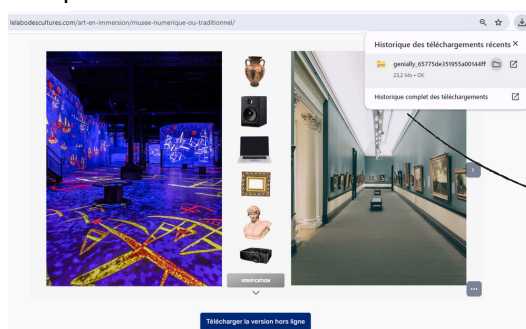 lelabodescultures.com/art-en-immersion/musee-numerique-ou-traditionnel/
Historique des téléchargements récents
genially_65775de351955a00144ff
23,2 Mo • OK
Historique complet des téléchargements
VERIFICATION
Télécharger la version hors ligne